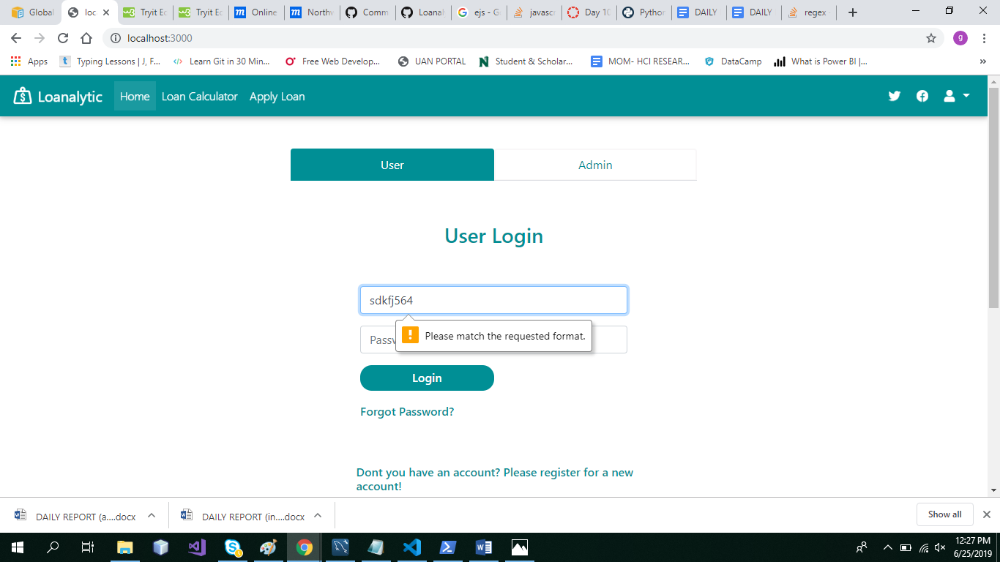 Global
loc
Tryit Ec
Tryit Ec
Online
Northw
Comm
Loanal
ejs - G
javascr
Day 10
Python
DAILY
DAILY
regex
localhost:3000
g
Apps
Typing Lessons | J, F...
Learn Git in 30 Min...
Free Web Develop...
UAN PORTAL
Student & Scholar...
MOM- HCI RESEAR...
DataCamp
What is Power BI |...
»
Loanalytic
Home
Loan Calculator
Apply Loan
User
Admin
User Login
sdkfj564
Please match the requested format.
Passw
Login
Forgot Password?
Dont you have an account? Please register for a new
account!
DAILY REPORT (a....docx
DAILY REPORT (in....docx
Show all
12:27 PM
6/25/2019